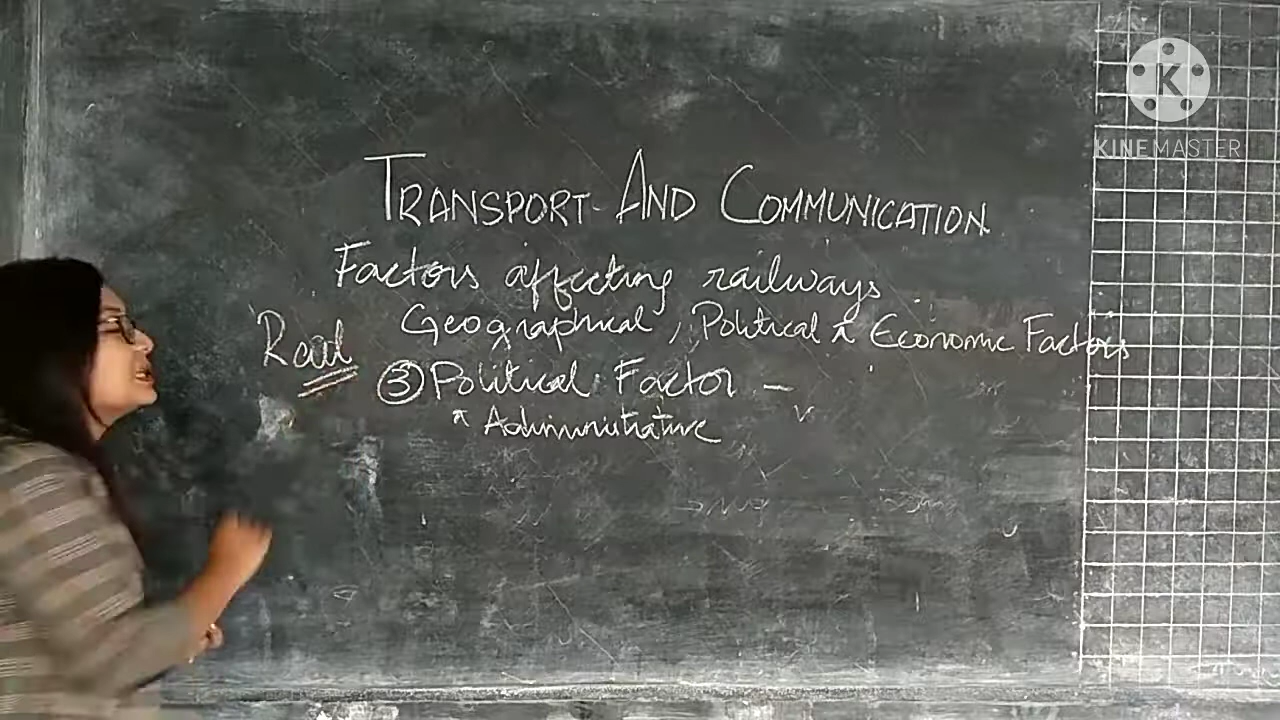 TRANSPORT AND COMMUNICATION
Factors affecting railways
Geographical, Political & Economic Factors
Rail
③ Political Factor –
& Administrative
K
KINEMASTER